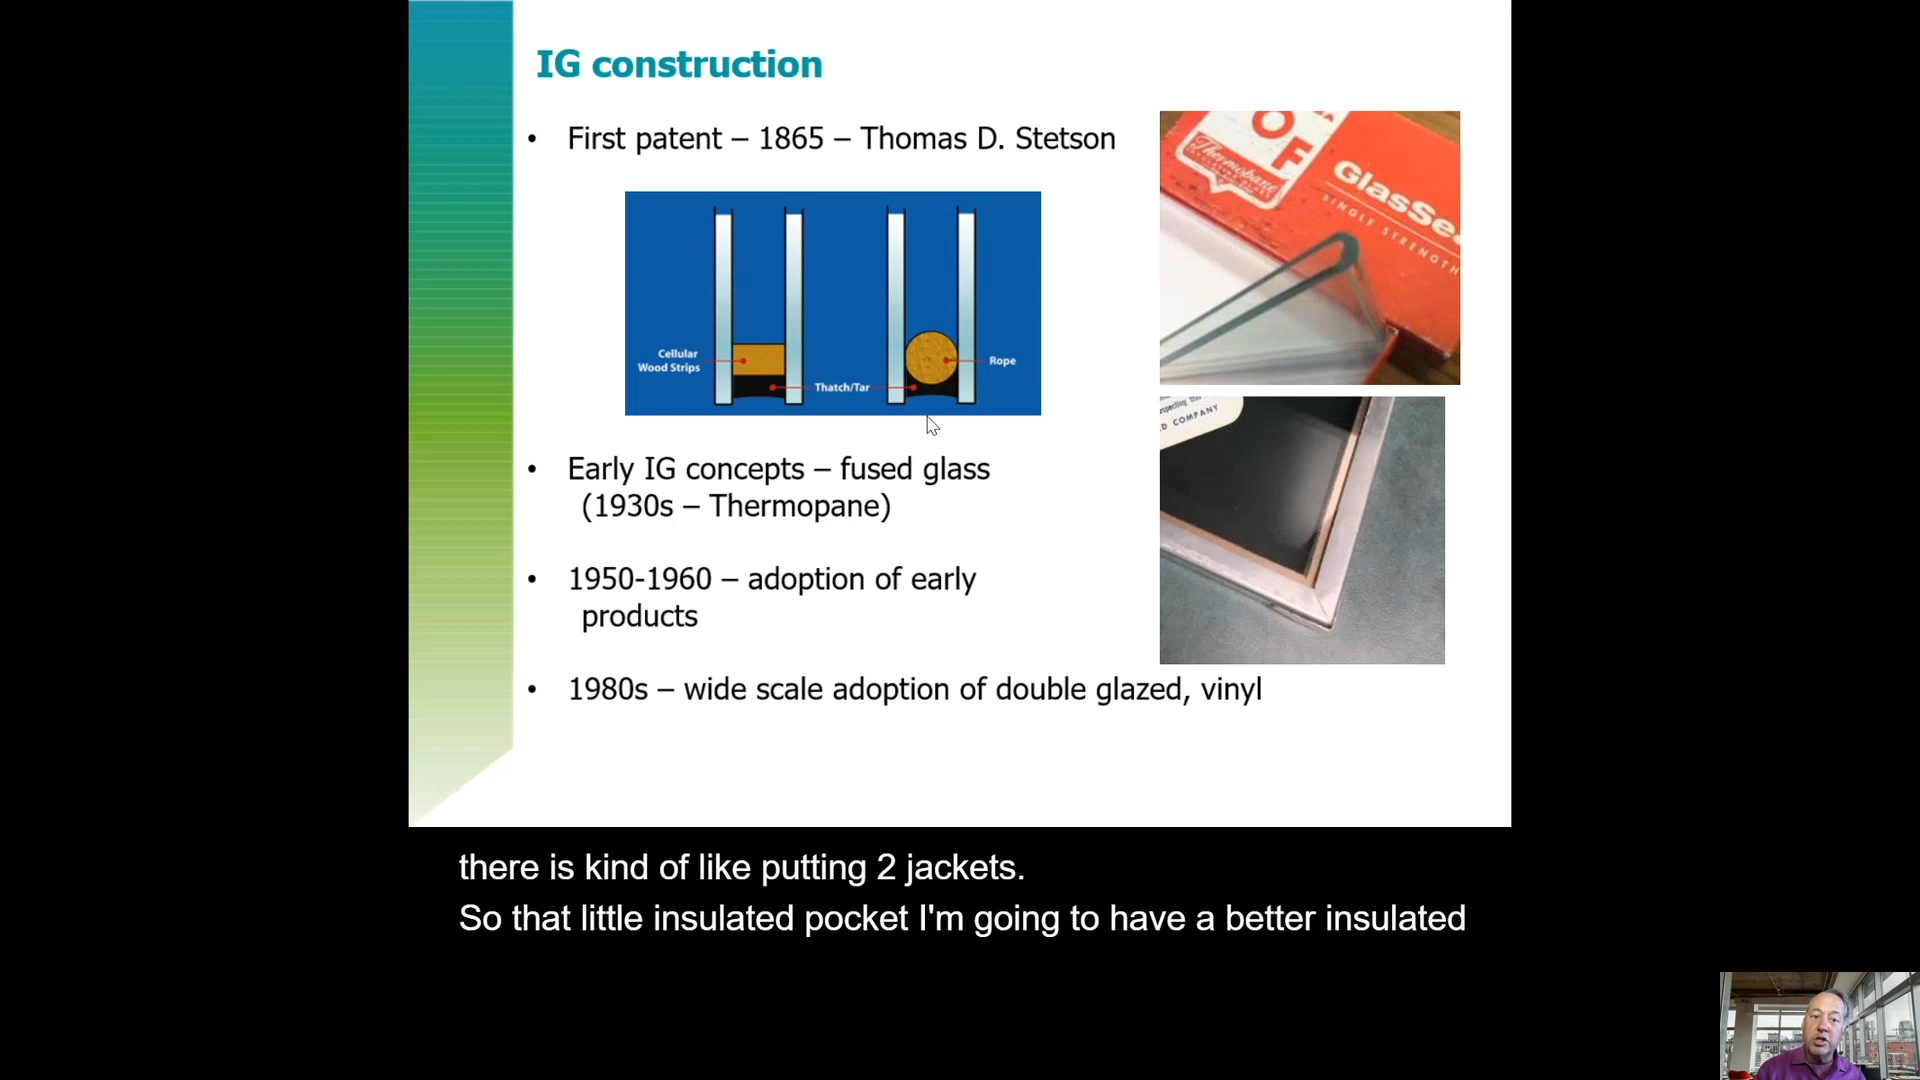 IG construction
• First patent – 1865 – Thomas D. Stetson
Cellular
Wood Strips
Thatch/Tar
Rope
• Early IG concepts – fused glass
(1930s – Thermopane)
• 1950-1960 – adoption of early
products
• 1980s – wide scale adoption of double glazed, vinyl
OF
Thermopane
GlasSe
SINGLE STRENGTH
D COMPANY
there is kind of like putting 2 jackets.
So that little insulated pocket I'm going to have a better insulated